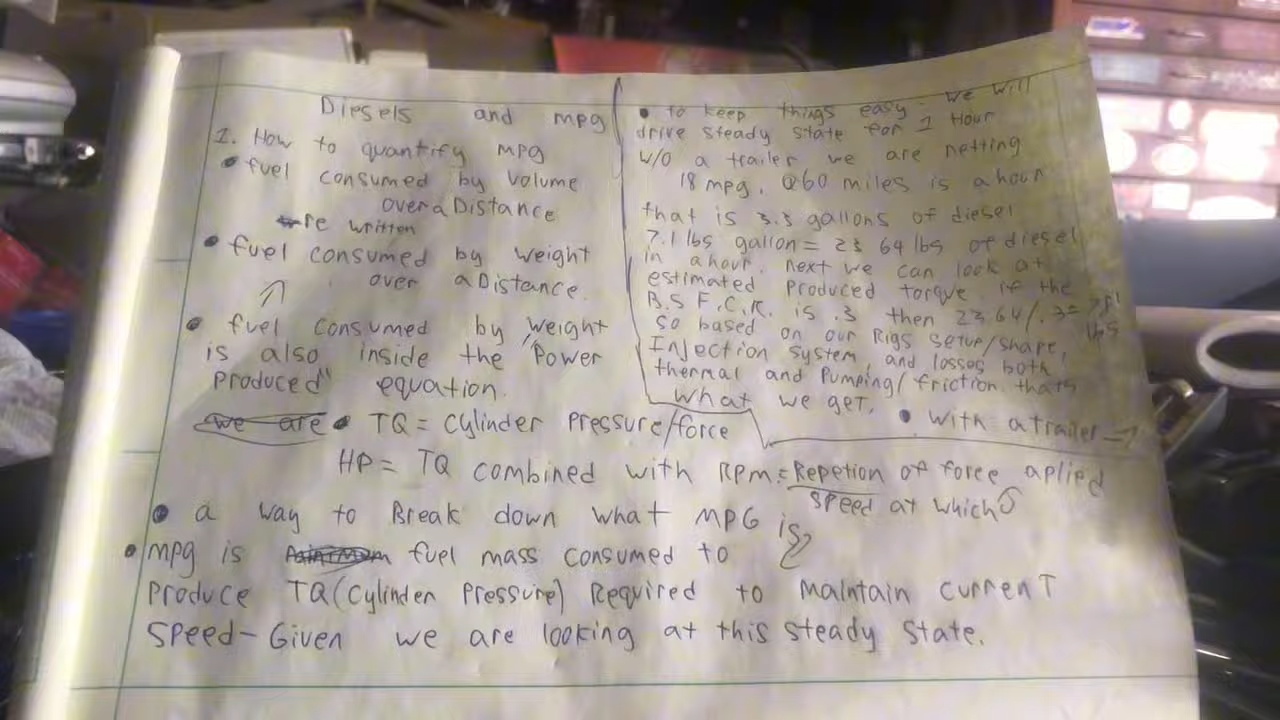 Diesels and mpg
1. How to quantify mpg
• fuel consumed by volume
over a Distance
re written
• fuel consumed by weight
over a Distance.
• fuel consumed by weight
is also inside the "Power
Produced" equation.
we are • TQ = Cylinder Pressure/force
HP = TQ combined with RPM = Repetion of force aplied
speed at which
• a way to Break down what MPG is
• mpg is fuel mass consumed to
produce TQ (Cylinder Pressure) Required to Maintain current
Speed - Given we are looking at this steady state.
• to keep things easy - we will
drive steady state for 1 Hour
w/o a trailer we are netting
18 mpg. @60 miles is a hour
that is 3.3 gallons of diesel
7.1 lbs gallon = 23 64 lbs of diesel
in a hour. next we can look at
estimated produced torque if the
B.S.F.C.R. is .3 then 23.64/.3=
so based on our Rigs setup/shape,
Injection system, and losses both
thermal and Pumping/friction. thats
what we get.
• with a trailer →